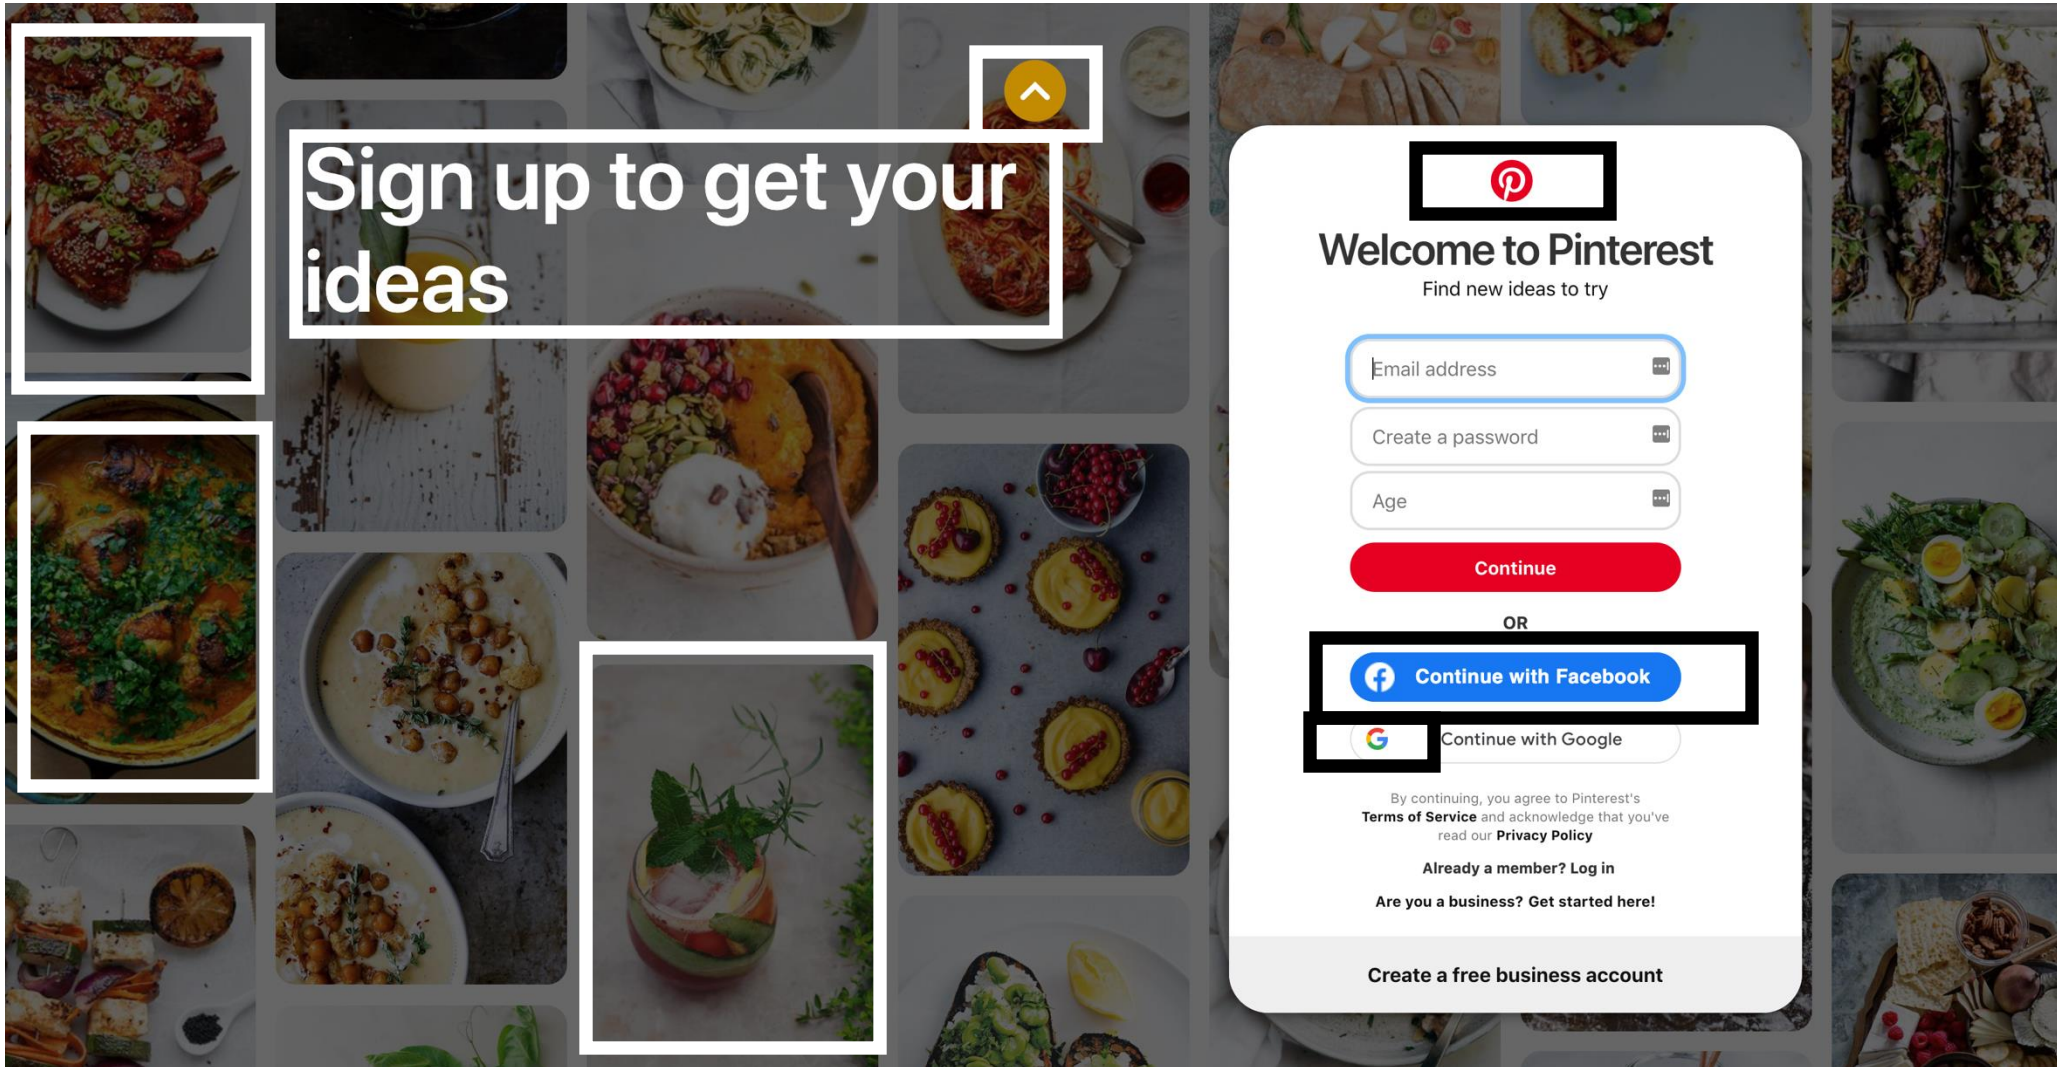 Sign up to get your
ideas
Welcome to Pinterest
Find new ideas to try
Email address
Create a password
Age
Continue
OR
Continue with Facebook
Continue with Google
By continuing, you agree to Pinterest's
Terms of Service and acknowledge that you've
read our Privacy Policy
Already a member? Log in
Are you a business? Get started here!
Create a free business account